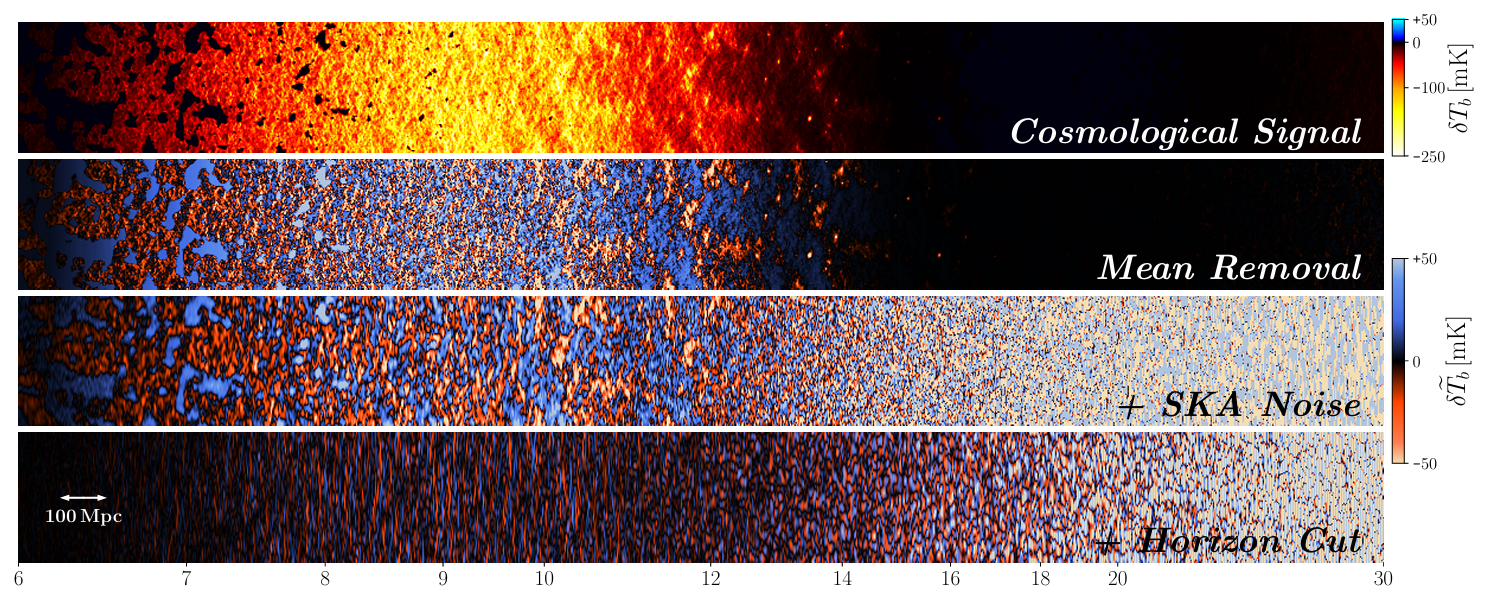 Cosmological Signal
+50
0
−100
−250
δT_b [mK]
Mean Removal
+ SKA Noise
+50
0
−50
δT̃_b [mK]
100 Mpc
+ Horizon Cut
6 7 8 9 10 12 14 16 18 20 30